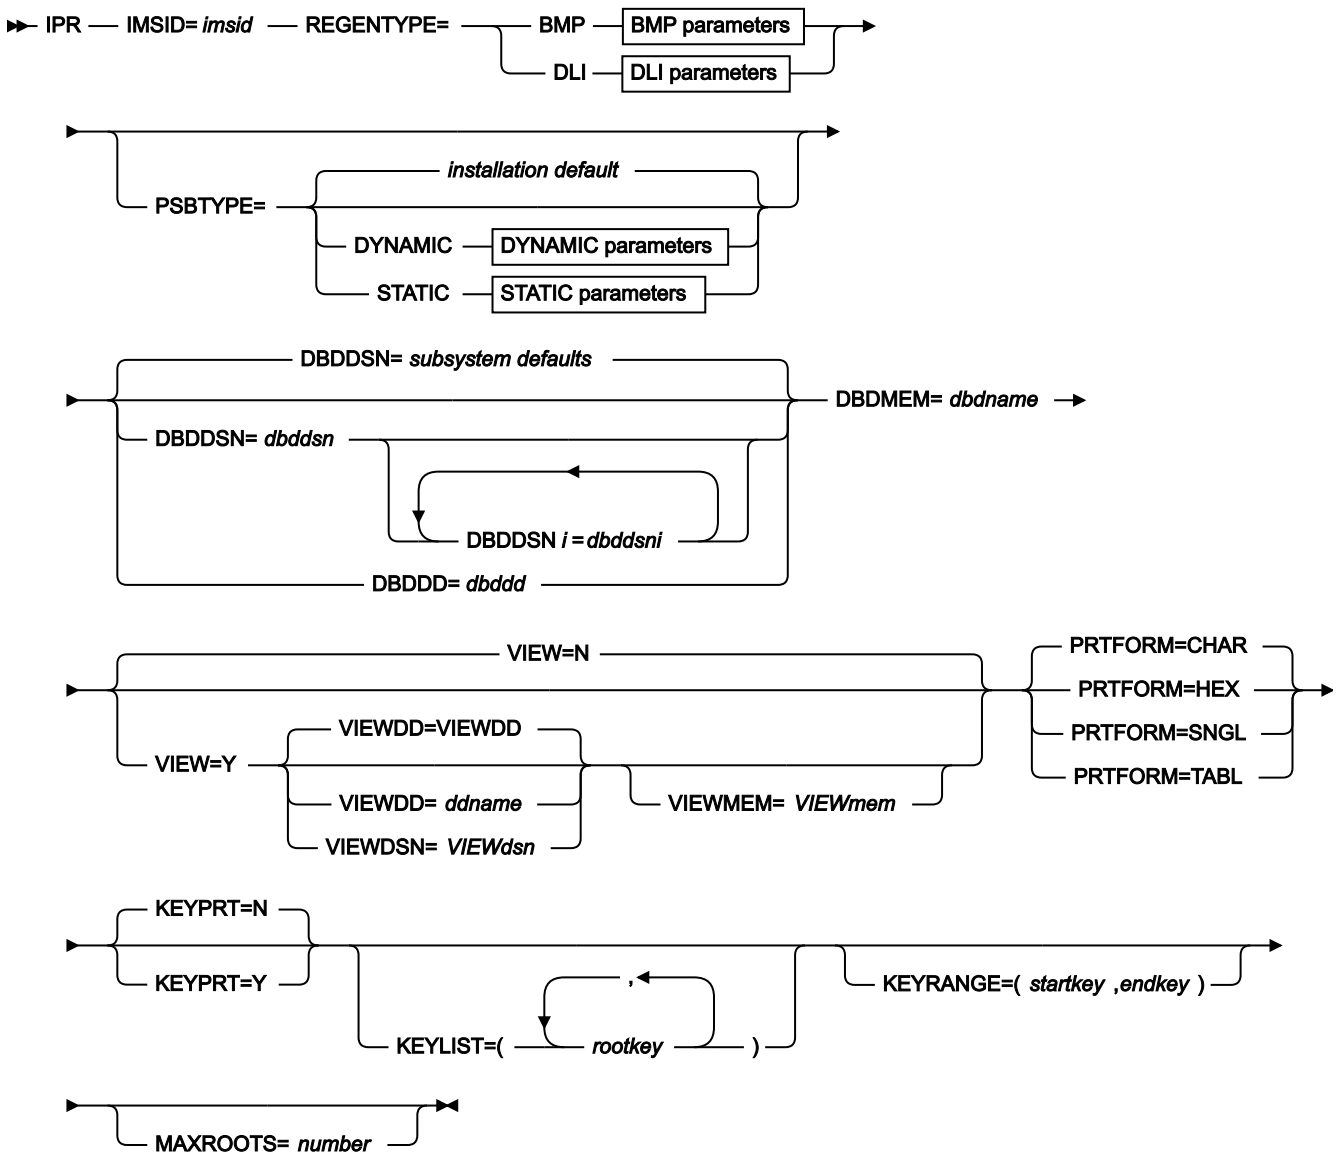 IPR IMSID= imsid REGENTYPE= BMP BMP parameters
DLI DLI parameters
installation default
PSBTYPE=
DYNAMIC DYNAMIC parameters
STATIC STATIC parameters
DBDDSN= subsystem defaults
DBDMEM= dbdname
DBDDSN= dbddsn
DBDDSN i =dbddsni
DBDDD= dbddd
VIEW=N PRTFORM=CHAR
PRTFORM=HEX
VIEWDD=VIEWDD PRTFORM=SNGL
VIEW=Y PRTFORM=TABL
VIEWDD= ddname VIEWMEM= VIEWmem
VIEWDSN= VIEWdsn
KEYPRT=N
KEYPRT=Y , KEYRANGE=( startkey ,endkey )
KEYLIST=( rootkey )
MAXROOTS= number